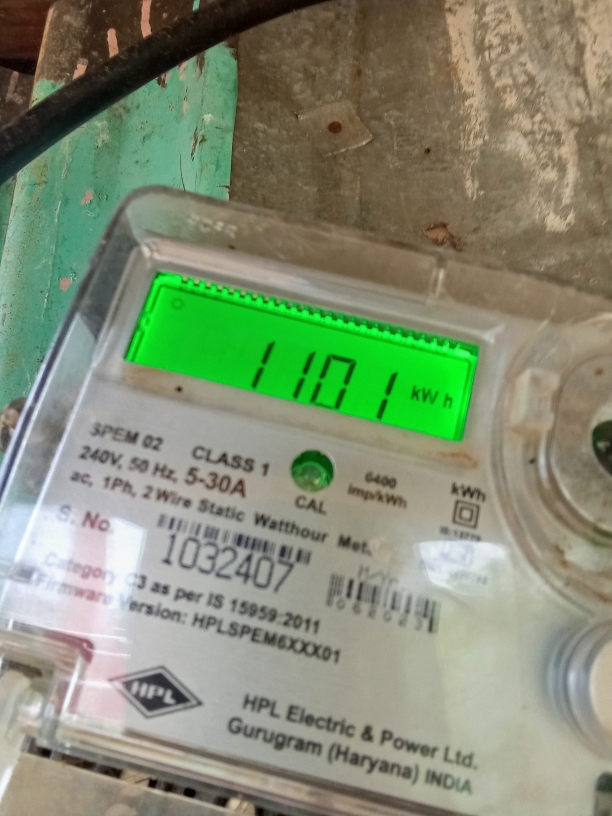 1101 kWh
SPEM 02 CLASS 1
240V, 50 Hz, 5-30A
ac, 1Ph, 2 Wire Static Watthour
CAL
6400
imp/kWh
kWh
S. No.
1032407
Category C3 as per IS 15959:2011
Firmware Version: HPLSPEM6XXX01
HPL
HPL Electric & Power Ltd.
Gurugram (Haryana) INDIA